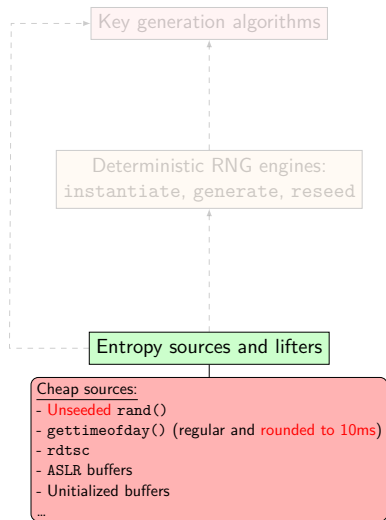 Key generation algorithms
Deterministic RNG engines:
instantiate, generate, reseed
Entropy sources and lifters
Cheap sources:
- Unseeded rand()
- gettimeofday() (regular and rounded to 10ms)
- rdtsc
- ASLR buffers
- Unitialized buffers
...